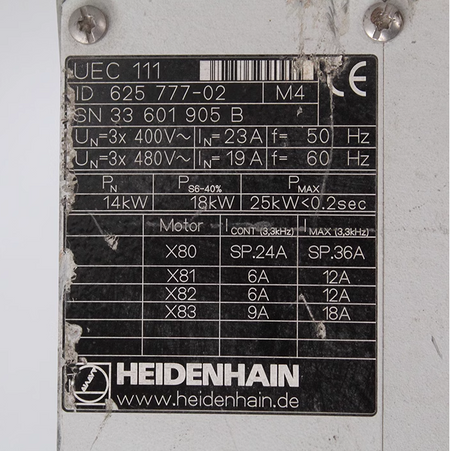 UEC 111
CE
ID 625 777-02 M4
SN 33 601 905 B
UN=3x 400V~ IN=23A f= 50 Hz
UN=3x 480V~ IN=19A f= 60 Hz
PN PS6-40% PMAX
14kW 18kW 25kW<0.2sec
Motor ICONT (3,3kHz) IMAX (3,3kHz)
X80 SP.24A SP.36A
X81 6A 12A
X82 6A 12A
X83 9A 18A
HEIDENHAIN
www.heidenhain.de